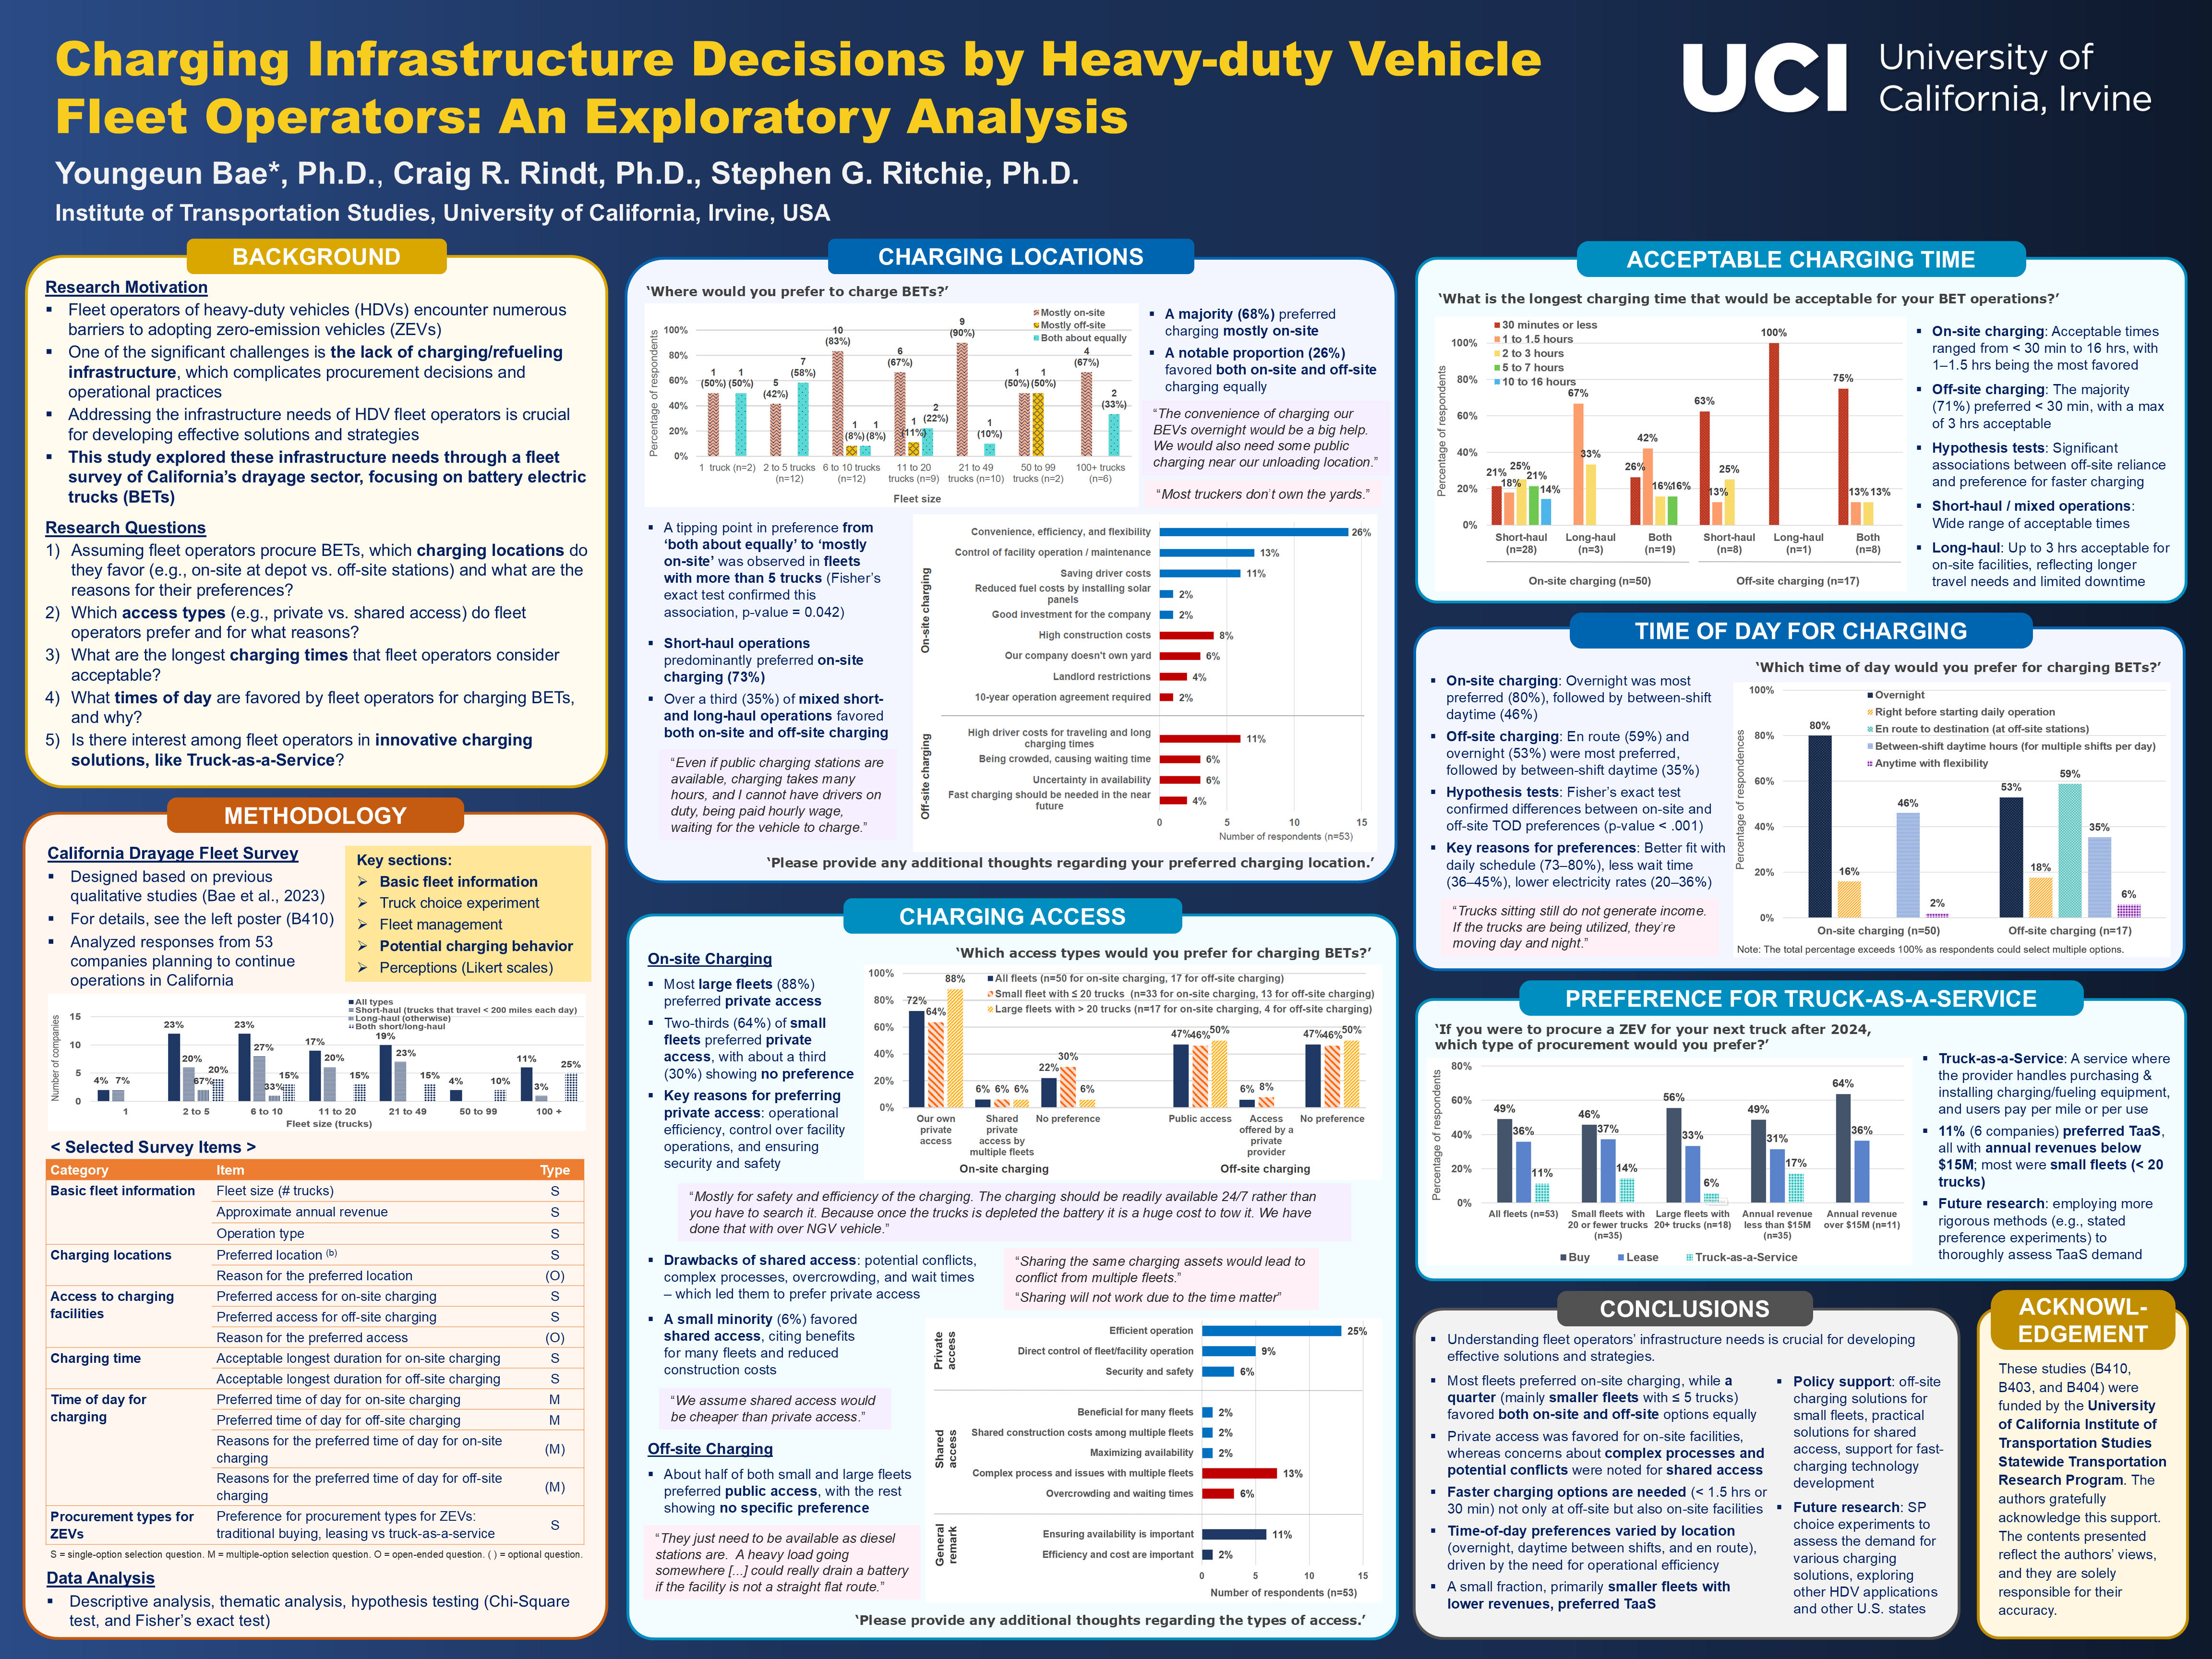 Charging Infrastructure Decisions by Heavy-duty Vehicle
Fleet Operators: An Exploratory Analysis
Youngeun Bae*, Ph.D., Craig R. Rindt, Ph.D., Stephen G. Ritchie, Ph.D.
Institute of Transportation Studies, University of California, Irvine, USA
UCI University of
California, Irvine
BACKGROUND
Research Motivation
▪ Fleet operators of heavy-duty vehicles (HDVs) encounter numerous
barriers to adopting zero-emission vehicles (ZEVs)
▪ One of the significant challenges is the lack of charging/refueling
infrastructure, which complicates procurement decisions and
operational practices
▪ Addressing the infrastructure needs of HDV fleet operators is crucial
for developing effective solutions and strategies
▪ This study explored these infrastructure needs through a fleet
survey of California's drayage sector, focusing on battery electric
trucks (BETs)
Research Questions
1) Assuming fleet operators procure BETs, which charging locations do
they favor (e.g., on-site at depot vs. off-site stations) and what are the
reasons for their preferences?
2) Which access types (e.g., private vs. shared access) do fleet
operators prefer and for what reasons?
3) What are the longest charging times that fleet operators consider
acceptable?
4) What times of day are favored by fleet operators for charging BETs,
and why?
5) Is there interest among fleet operators in innovative charging
solutions, like Truck-as-a-Service?
METHODOLOGY
California Drayage Fleet Survey
▪ Designed based on previous
qualitative studies (Bae et al., 2023)
▪ For details, see the left poster (B410)
▪ Analyzed responses from 53
companies planning to continue
operations in California
Key sections:
➢ Basic fleet information
➢ Truck choice experiment
➢ Fleet management
➢ Potential charging behavior
➢ Perceptions (Likert scales)
All types
Short-haul (trucks that travel < 200 miles each day)
Long-haul (otherwise)
Both short/long-haul
Number of companies
15
10
5
0
4% 7%
23% 20% 67% 20%
23% 27% 33% 15%
17% 20% 15%
19% 23% 15%
4% 10%
11% 3% 25%
1 2 to 5 6 to 10 11 to 20 21 to 49 50 to 99 100 +
Fleet size (trucks)
< Selected Survey Items >
Category Item Type
Basic fleet information Fleet size (# trucks) S
Approximate annual revenue S
Operation type S
Charging locations Preferred location (b) S
Reason for the preferred location (O)
Access to charging
facilities
Preferred access for on-site charging S
Preferred access for off-site charging S
Reason for the preferred access (O)
Charging time Acceptable longest duration for on-site charging S
Acceptable longest duration for off-site charging S
Time of day for
charging
Preferred time of day for on-site charging M
Preferred time of day for off-site charging M
Reasons for the preferred time of day for on-site
charging (M)
Reasons for the preferred time of day for off-site
charging (M)
Procurement types for
ZEVs
Preference for procurement types for ZEVs:
traditional buying, leasing vs truck-as-a-service S
S = single-option selection question. M = multiple-option selection question. O = open-ended question. ( ) = optional question.
Data Analysis
▪ Descriptive analysis, thematic analysis, hypothesis testing (Chi-Square
test, and Fisher's exact test)
CHARGING LOCATIONS
‘Where would you prefer to charge BETs?’
Mostly on-site
Mostly off-site
Both about equally
Percentage of respondents
100%
80%
60%
40%
20%
0%
1 (50%) 1 (50%)
5 (42%) 7 (58%)
10 (83%) 1 (8%) 1 (8%)
6 (67%) 1 (11%) 2 (22%)
9 (90%) 1 (10%)
1 (50%) 1 (50%)
4 (67%) 2 (33%)
1 truck (n=2) 2 to 5 trucks (n=12) 6 to 10 trucks (n=12) 11 to 20 trucks (n=9) 21 to 49 trucks (n=10) 50 to 99 trucks (n=2) 100+ trucks (n=6)
Fleet size
▪ A majority (68%) preferred
charging mostly on-site
▪ A notable proportion (26%)
favored both on-site and off-site
charging equally
“The convenience of charging our
BEVs overnight would be a big help.
We would also need some public
charging near our unloading location.”
“Most truckers don't own the yards.”
▪ A tipping point in preference from
‘both about equally’ to ‘mostly
on-site’ was observed in fleets
with more than 5 trucks (Fisher's
exact test confirmed this
association, p-value = 0.042)
▪ Short-haul operations
predominantly preferred on-site
charging (73%)
▪ Over a third (35%) of mixed short-
and long-haul operations favored
both on-site and off-site charging
“Even if public charging stations are
available, charging takes many
hours, and I cannot have drivers on
duty, being paid hourly wage,
waiting for the vehicle to charge.”
On-site charging
Convenience, efficiency, and flexibility 26%
Control of facility operation / maintenance 13%
Saving driver costs 11%
Reduced fuel costs by installing solar
panels 2%
Good investment for the company 2%
High construction costs 8%
Our company doesn't own yard 6%
Landlord restrictions 4%
10-year operation agreement required 2%
Off-site charging
High driver costs for traveling and long
charging times 11%
Being crowded, causing waiting time 6%
Uncertainty in availability 6%
Fast charging should be needed in the near
future 4%
0 5 10 15
Number of respondents (n=53)
‘Please provide any additional thoughts regarding your preferred charging location.’
CHARGING ACCESS
On-site Charging
▪ Most large fleets (88%)
preferred private access
▪ Two-thirds (64%) of small
fleets preferred private
access, with about a third
(30%) showing no preference
▪ Key reasons for preferring
private access: operational
efficiency, control over facility
operations, and ensuring
security and safety
‘Which access types would you prefer for charging BETs?’
All fleets (n=50 for on-site charging, 17 for off-site charging)
Small fleet with ≤ 20 trucks (n=33 for on-site charging, 13 for off-site charging)
Large fleets with > 20 trucks (n=17 for on-site charging, 4 for off-site charging)
100%
80%
60%
40%
20%
0%
72% 64% 88%
6% 6% 6%
22% 30% 6%
47% 46% 50%
6% 8%
47% 46% 50%
Our own
private
access
Shared
private
access by
multiple fleets
No preference
Public access
Access
offered by a
private
provider
No preference
On-site charging Off-site charging
“Mostly for safety and efficiency of the charging. The charging should be readily available 24/7 rather than
you have to search it. Because once the trucks is depleted the battery it is a huge cost to tow it. We have
done that with over NGV vehicle.”
▪ Drawbacks of shared access: potential conflicts,
complex processes, overcrowding, and wait times
– which led them to prefer private access
“Sharing the same charging assets would lead to
conflict from multiple fleets.”
“Sharing will not work due to the time matter”
▪ A small minority (6%) favored
shared access, citing benefits
for many fleets and reduced
construction costs
“We assume shared access would
be cheaper than private access.”
Off-site Charging
▪ About half of both small and large fleets
preferred public access, with the rest
showing no specific preference
“They just need to be available as diesel
stations are. A heavy load going
somewhere [...] could really drain a battery
if the facility is not a straight flat route.”
Private
access
Efficient operation 25%
Direct control of fleet/facility operation 9%
Security and safety 6%
Shared
access
Beneficial for many fleets 2%
Shared construction costs among multiple fleets 2%
Maximizing availability 2%
Complex process and issues with multiple fleets 13%
Overcrowding and waiting times 6%
General
remark
Ensuring availability is important 11%
Efficiency and cost are important 2%
0 5 10 15
Number of respondents (n=53)
‘Please provide any additional thoughts regarding the types of access.’
ACCEPTABLE CHARGING TIME
‘What is the longest charging time that would be acceptable for your BET operations?’
30 minutes or less
1 to 1.5 hours
2 to 3 hours
5 to 7 hours
10 to 16 hours
Percentage of respondents
100%
80%
60%
40%
20%
0%
21% 18% 25% 21% 14%
67% 33%
26% 42% 16% 16%
63% 13% 25%
100%
75% 13% 13%
Short-haul (n=28) Long-haul (n=3) Both (n=19) Short-haul (n=8) Long-haul (n=1) Both (n=8)
On-site charging (n=50) Off-site charging (n=17)
▪ On-site charging: Acceptable times
ranged from < 30 min to 16 hrs, with
1–1.5 hrs being the most favored
▪ Off-site charging: The majority
(71%) preferred < 30 min, with a max
of 3 hrs acceptable
▪ Hypothesis tests: Significant
associations between off-site reliance
and preference for faster charging
▪ Short-haul / mixed operations:
Wide range of acceptable times
▪ Long-haul: Up to 3 hrs acceptable for
on-site facilities, reflecting longer
travel needs and limited downtime
TIME OF DAY FOR CHARGING
▪ On-site charging: Overnight was most
preferred (80%), followed by between-shift
daytime (46%)
▪ Off-site charging: En route (59%) and
overnight (53%) were most preferred,
followed by between-shift daytime (35%)
▪ Hypothesis tests: Fisher's exact test
confirmed differences between on-site and
off-site TOD preferences (p-value < .001)
▪ Key reasons for preferences: Better fit with
daily schedule (73–80%), less wait time
(36–45%), lower electricity rates (20–36%)
“Trucks sitting still do not generate income.
If the trucks are being utilized, they're
moving day and night.”
‘Which time of day would you prefer for charging BETs?’
Overnight
Right before starting daily operation
En route to destination (at off-site stations)
Between-shift daytime hours (for multiple shifts per day)
Anytime with flexibility
Percentage of respondences
100%
80%
60%
40%
20%
0%
80% 16% 46% 2%
53% 18% 59% 35% 6%
On-site charging (n=50) Off-site charging (n=17)
Note: The total percentage exceeds 100% as respondents could select multiple options.
PREFERENCE FOR TRUCK-AS-A-SERVICE
‘If you were to procure a ZEV for your next truck after 2024,
which type of procurement would you prefer?’
Percentage of respondents
80%
60%
40%
20%
0%
49% 36% 11%
46% 37% 14%
56% 33% 6%
49% 31% 17%
64% 36%
All fleets (n=53)
Small fleets with
20 or fewer trucks
(n=35)
Large fleets with
20+ trucks (n=18)
Annual revenue
less than $15M
(n=35)
Annual revenue
over $15M (n=11)
Buy Lease Truck-as-a-Service
▪ Truck-as-a-Service: A service where
the provider handles purchasing &
installing charging/fueling equipment,
and users pay per mile or per use
▪ 11% (6 companies) preferred TaaS,
all with annual revenues below
$15M; most were small fleets (< 20
trucks)
▪ Future research: employing more
rigorous methods (e.g., stated
preference experiments) to
thoroughly assess TaaS demand
CONCLUSIONS
▪ Understanding fleet operators' infrastructure needs is crucial for developing
effective solutions and strategies.
▪ Most fleets preferred on-site charging, while a
quarter (mainly smaller fleets with ≤ 5 trucks)
favored both on-site and off-site options equally
▪ Private access was favored for on-site facilities,
whereas concerns about complex processes and
potential conflicts were noted for shared access
▪ Faster charging options are needed (< 1.5 hrs or
30 min) not only at off-site but also on-site facilities
▪ Time-of-day preferences varied by location
(overnight, daytime between shifts, and en route),
driven by the need for operational efficiency
▪ A small fraction, primarily smaller fleets with
lower revenues, preferred TaaS
▪ Policy support: off-site
charging solutions for
small fleets, practical
solutions for shared
access, support for fast-
charging technology
development
▪ Future research: SP
choice experiments to
assess the demand for
various charging
solutions, exploring
other HDV applications
and other U.S. states
ACKNOWL-
EDGEMENT
These studies (B410,
B403, and B404) were
funded by the University
of California Institute of
Transportation Studies
Statewide Transportation
Research Program. The
authors gratefully
acknowledge this support.
The contents presented
reflect the authors' views,
and they are solely
responsible for their
accuracy.